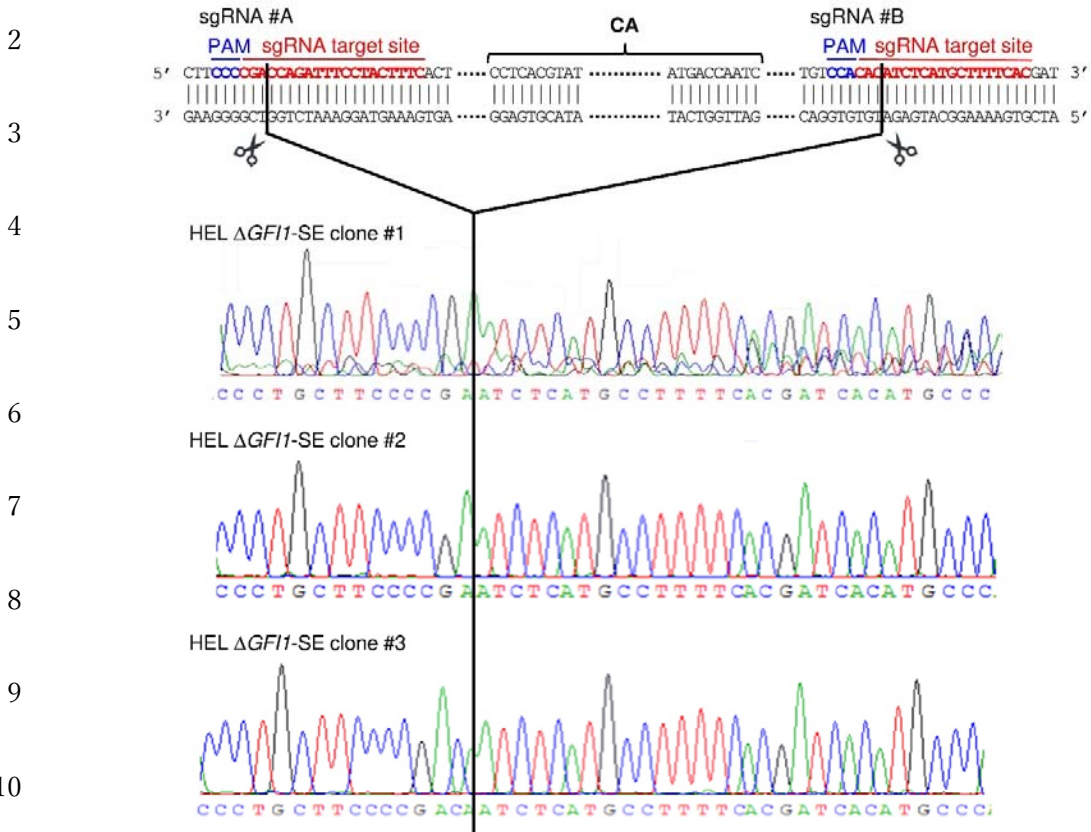 sgRNA #A
sgRNA #B
CA
2
PAM sgRNA target site
PAM sgRNA target site
5' CTTCCCCGACCAGATTTCCTACTTTCACT ····· CCTCACGTAT ············ ATGACCAATC ····· TGTCCACACATCTCATGCTTTTCACGAT 3'
3' GAAGGGGCTGGTCTAAAGGATGAAAGTGA ····· GGAGTGCATA ············ TACTGGTTAG ····· CAGGTGTGTAGAGTACGGAAAAGTGCTA 5'
3
4
HEL ΔGFI1-SE clone #1
5
CCCTGCTTCCCCGAATCTCATGCCTTTTCACGATCACATGCCC
6
HEL ΔGFI1-SE clone #2
7
CCCTGCTTCCCCGAATCTCATGCCTTTTCACGATCACATGCCC
8
HEL ΔGFI1-SE clone #3
9
CCCTGCTTCCCCGACAATCTCATGCCTTTTCACGATCACATGCCC
10